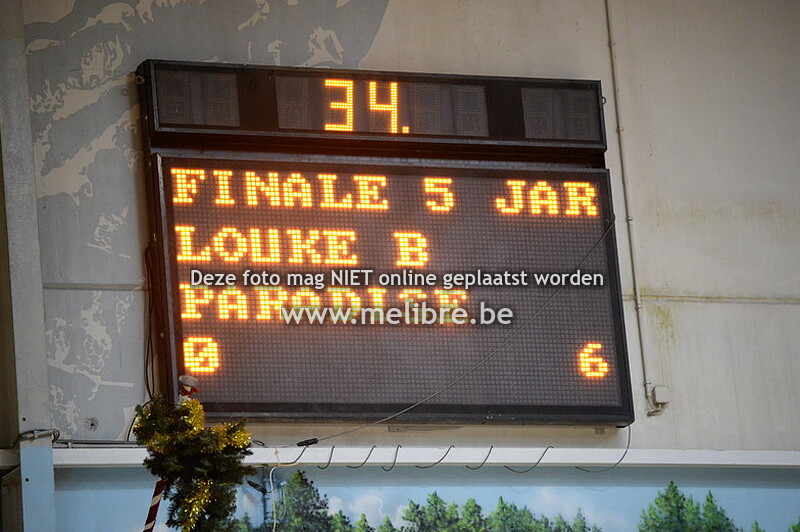 34.
FINALE 5 JAR
LOUKE B
Deze foto mag NIET online geplaatst worden
PARADISE
www.melibre.be
0 6